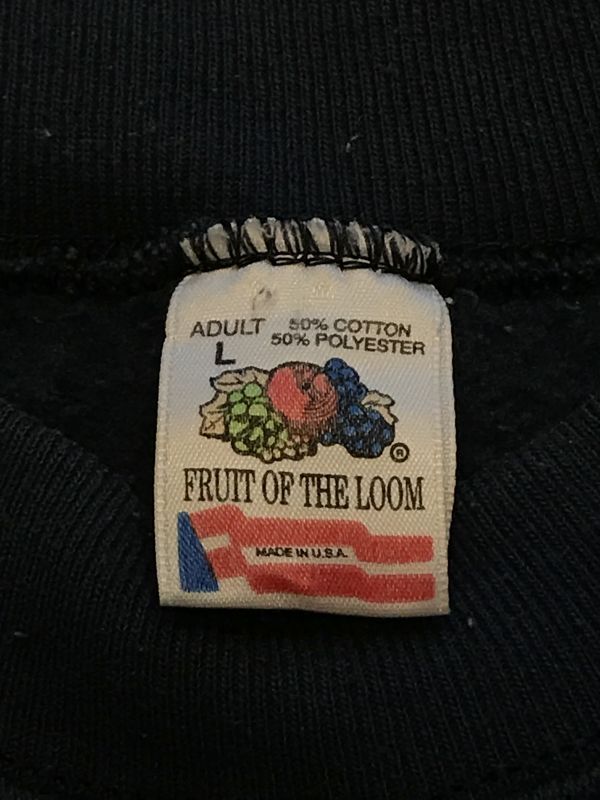 ADULT 50% COTTON
L 50% POLYESTER
®
FRUIT OF THE LOOM
MADE IN U.S.A.